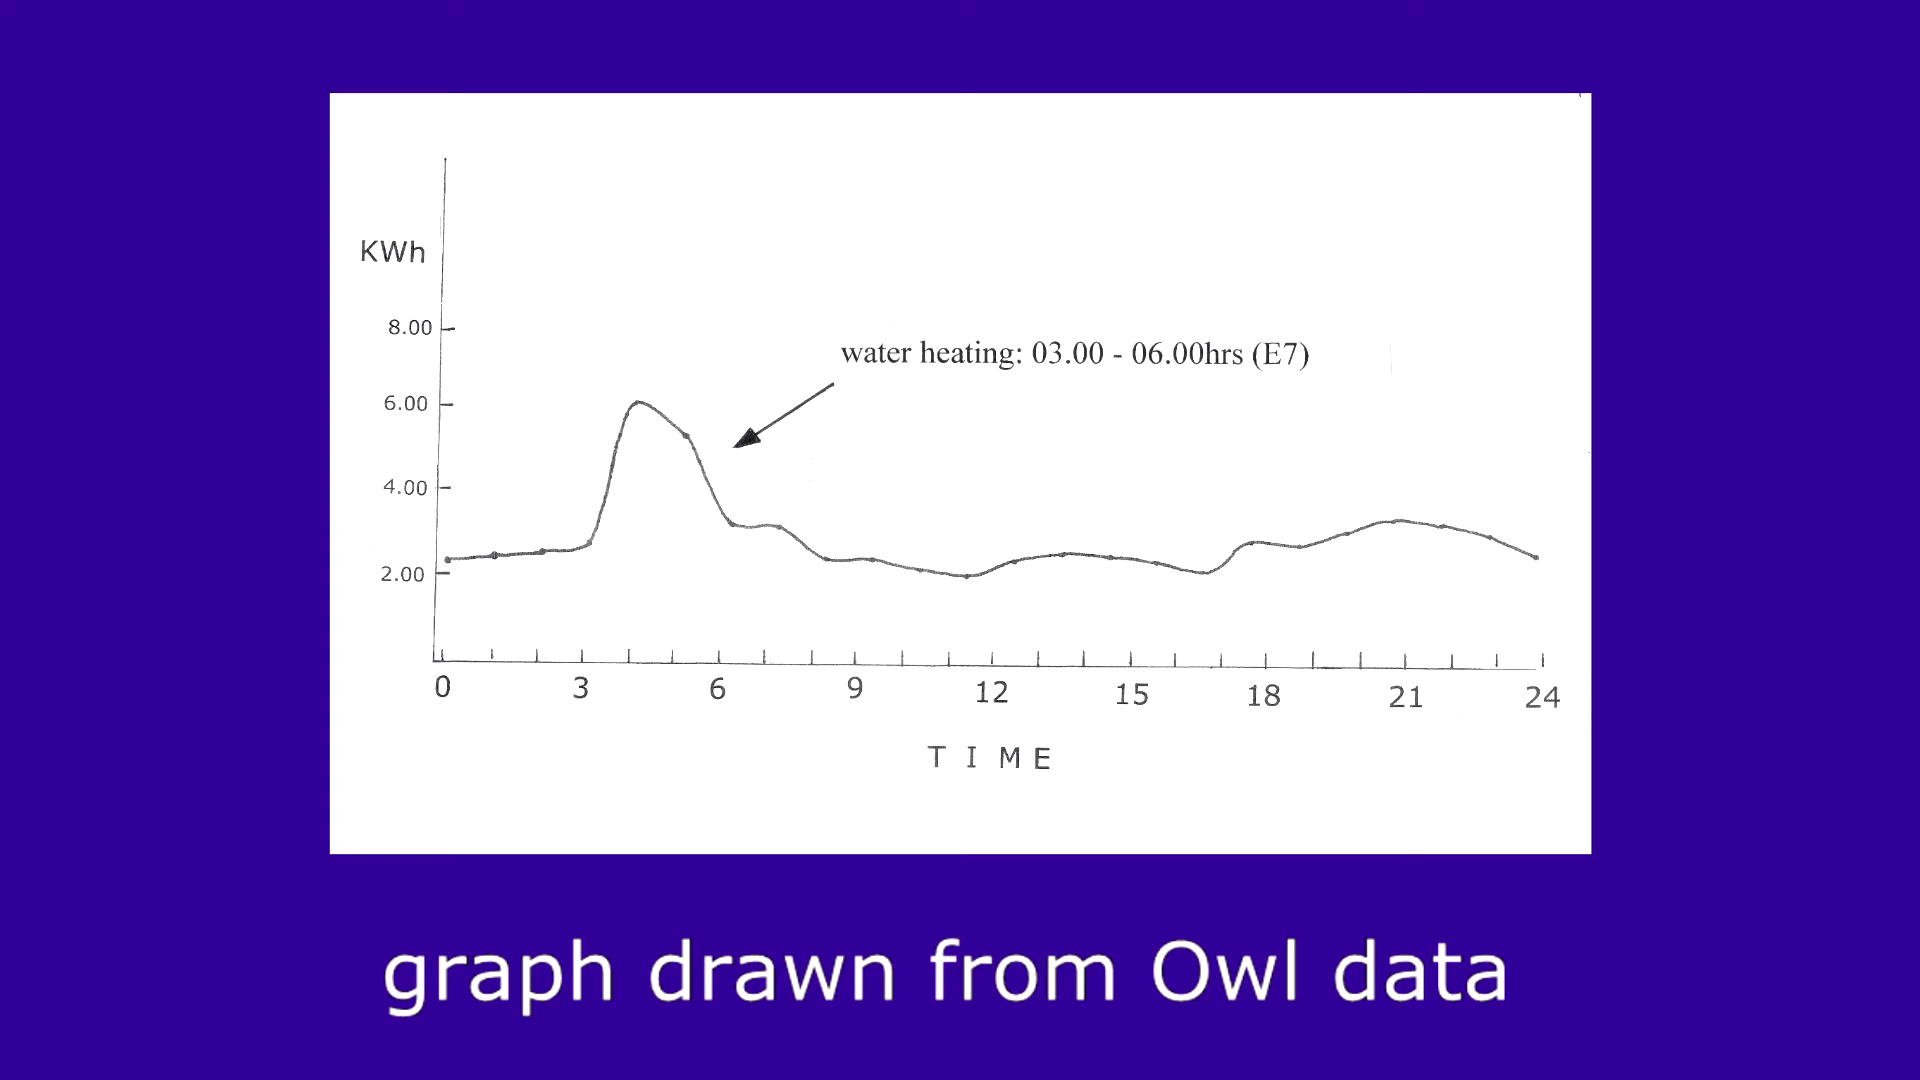 KWh
8.00
water heating: 03.00 - 06.00hrs (E7)
6.00
4.00
2.00
0 3 6 9 12 15 18 21 24
T I M E
graph drawn from Owl data